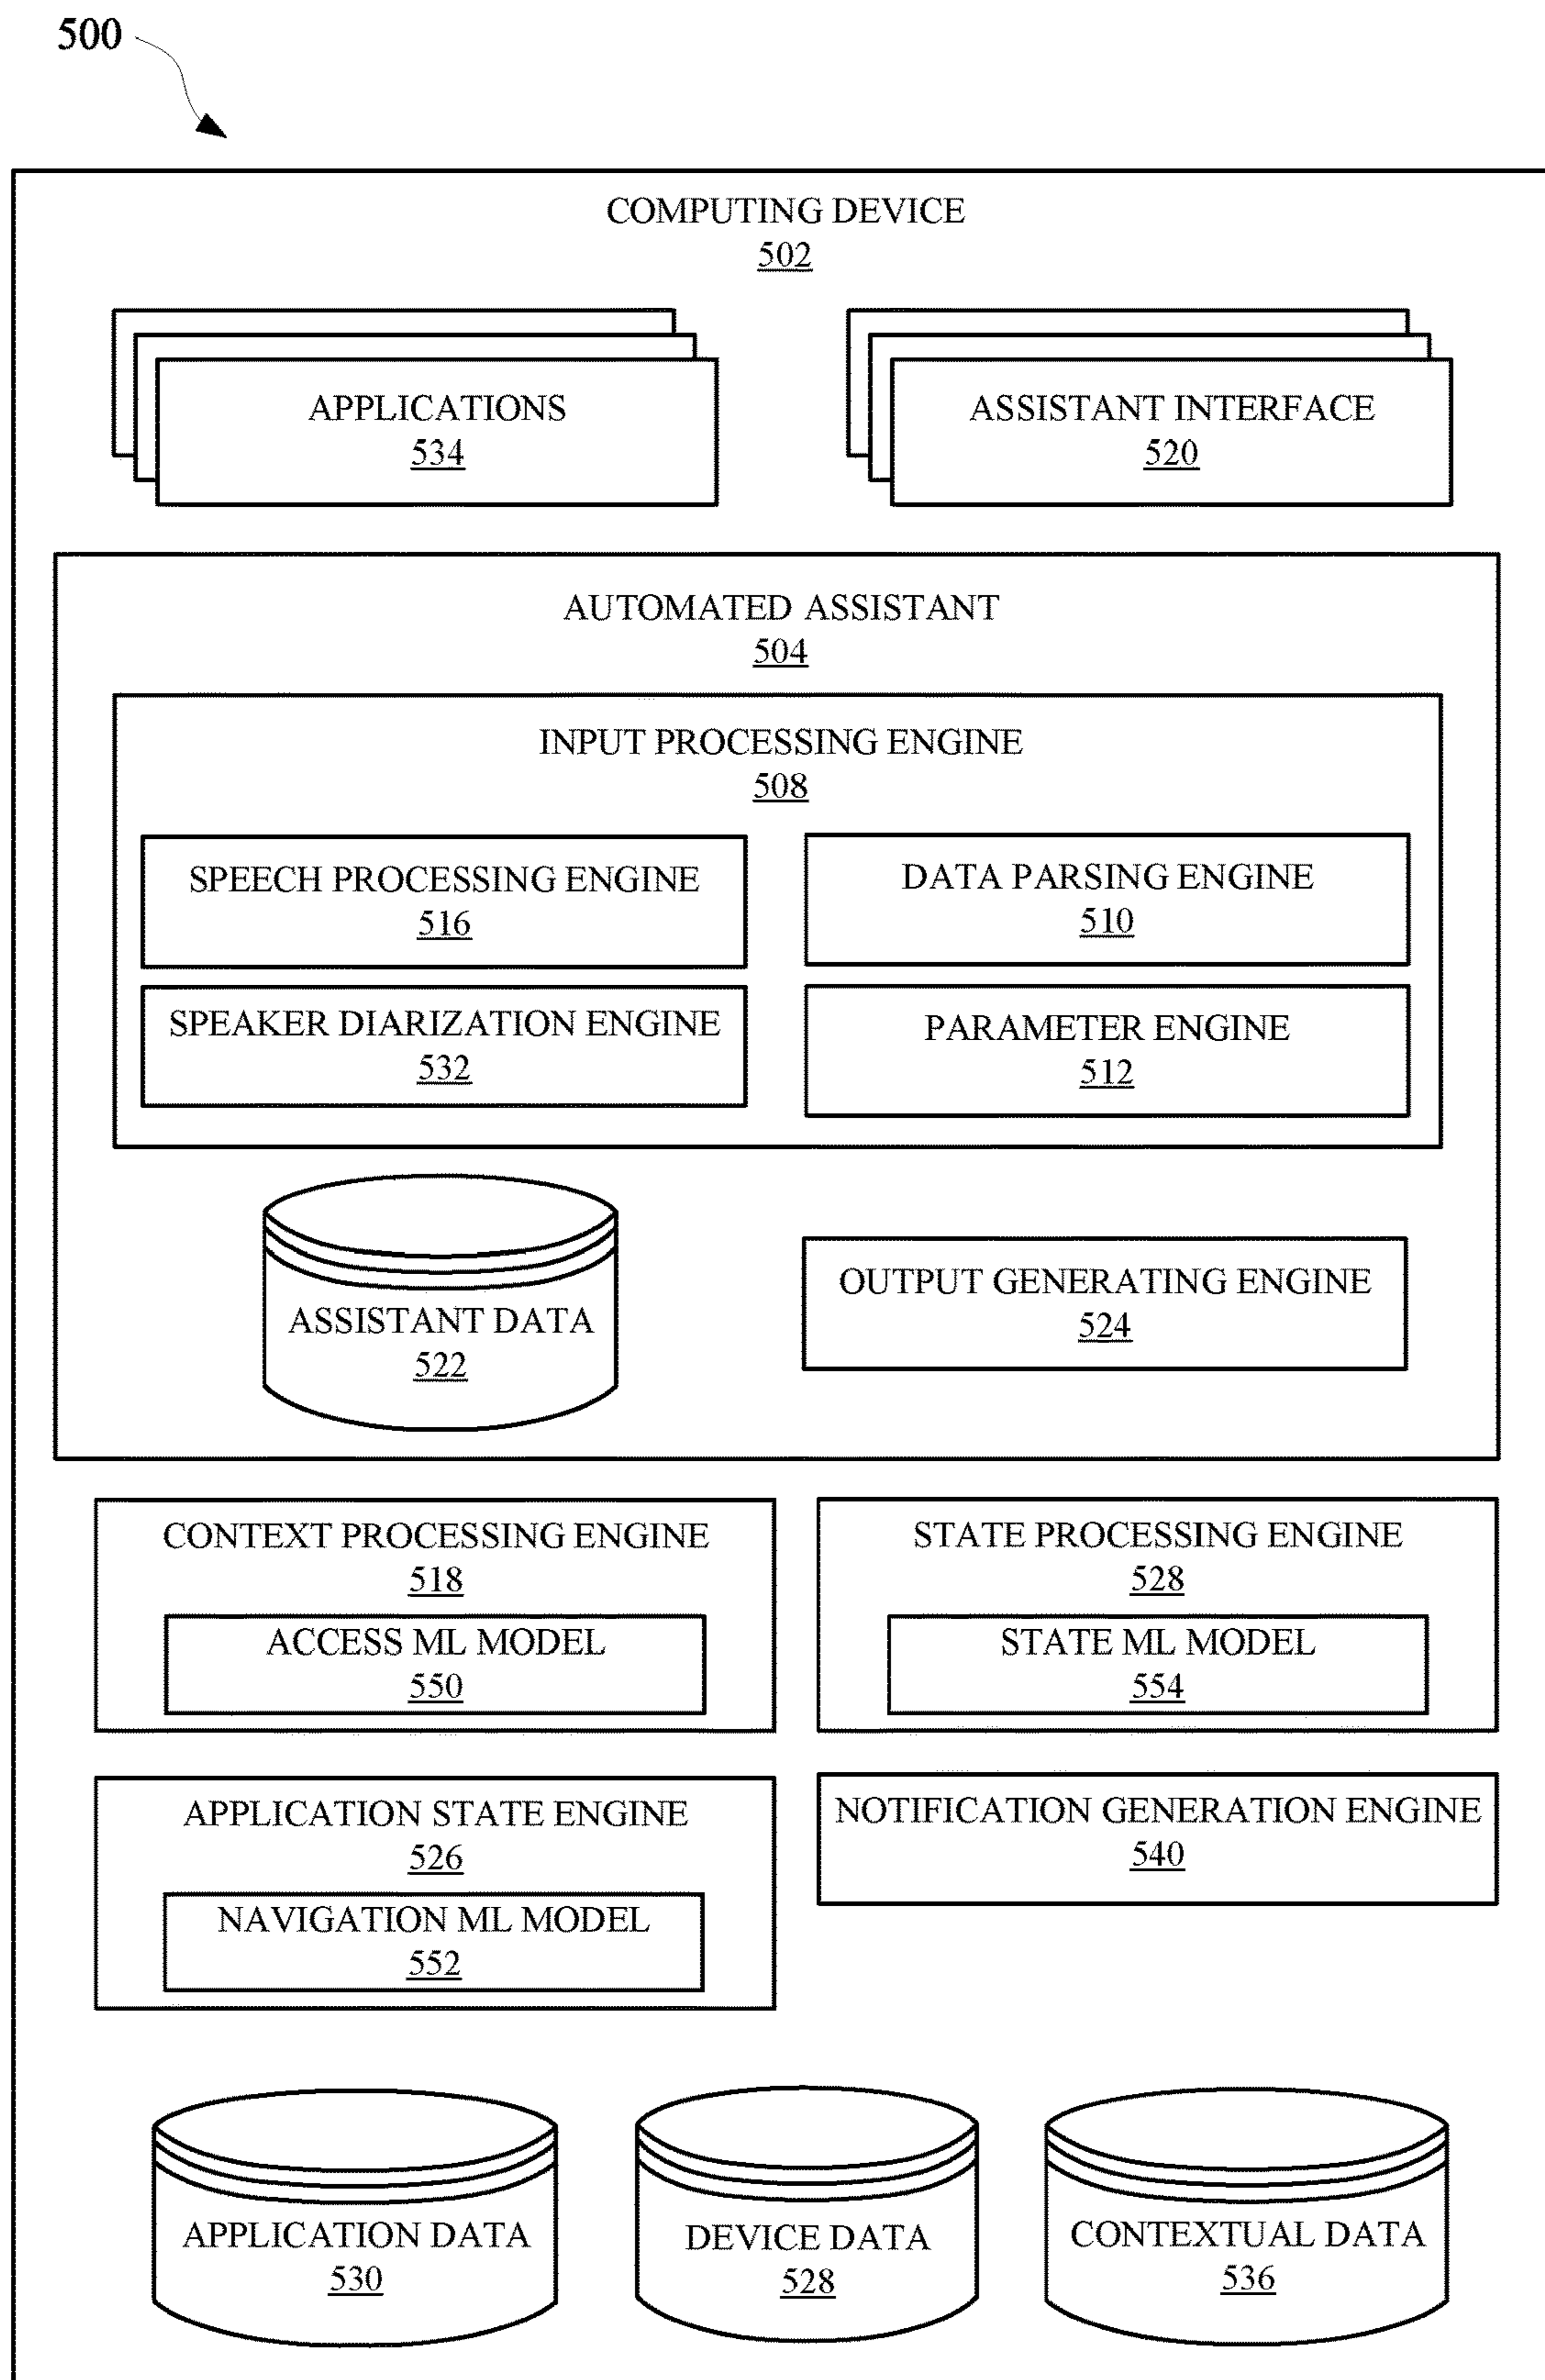 500
COMPUTING DEVICE
502
APPLICATIONS
534
ASSISTANT INTERFACE
520
AUTOMATED ASSISTANT
504
INPUT PROCESSING ENGINE
508
SPEECH PROCESSING ENGINE
516
DATA PARSING ENGINE
510
SPEAKER DIARIZATION ENGINE
532
PARAMETER ENGINE
512
ASSISTANT DATA
522
OUTPUT GENERATING ENGINE
524
CONTEXT PROCESSING ENGINE
518
ACCESS ML MODEL
550
STATE PROCESSING ENGINE
528
STATE ML MODEL
554
APPLICATION STATE ENGINE
526
NAVIGATION ML MODEL
552
NOTIFICATION GENERATION ENGINE
540
APPLICATION DATA
530
DEVICE DATA
528
CONTEXTUAL DATA
536